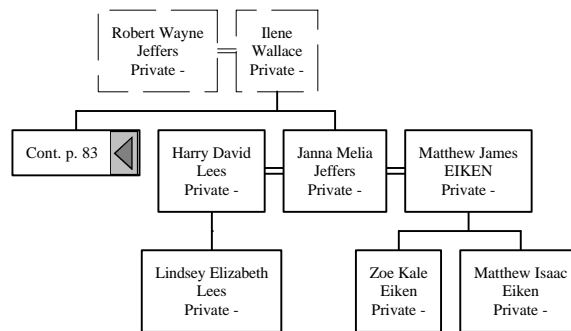 Robert Wayne
Jeffers
Private -
Ilene
Wallace
Private -
Cont. p. 83
Harry David
Lees
Private -
Janna Melia
Jeffers
Private -
Matthew James
EIKEN
Private -
Lindsey Elizabeth
Lees
Private -
Zoe Kale
Eiken
Private -
Matthew Isaac
Eiken
Private -